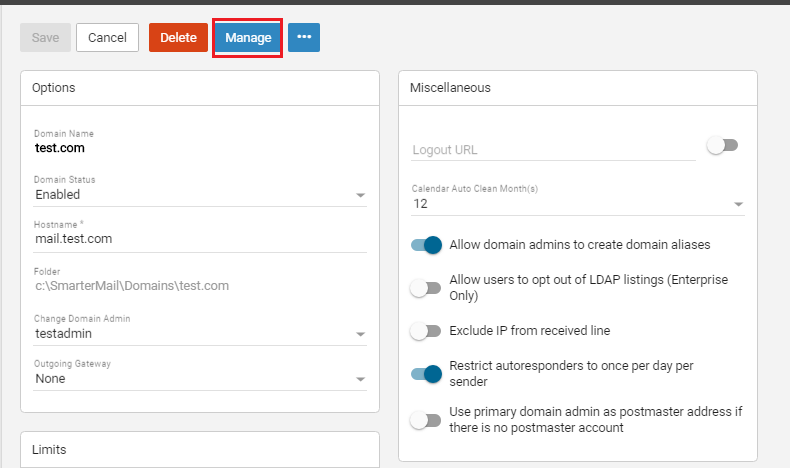 Save
Cancel
Delete
Manage
•••
Options
Domain Name
test.com
Domain Status
Enabled
Hostname *
mail.test.com
Folder
c:\SmarterMail\Domains\test.com
Change Domain Admin
testadmin
Outgoing Gateway
None
Limits
Miscellaneous
Logout URL
Calendar Auto Clean Month(s)
12
Allow domain admins to create domain aliases
Allow users to opt out of LDAP listings (Enterprise
Only)
Exclude IP from received line
Restrict autoresponders to once per day per
sender
Use primary domain admin as postmaster address if
there is no postmaster account